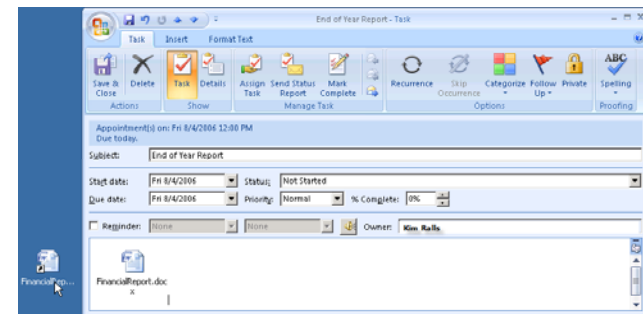 End of Year Report - Task
Task Insert Format Text
Save & Close
Delete
Task
Details
Assign Task
Send Status Report
Mark Complete
Recurrence
Skip Occurrence
Categorize
Follow Up
Private
ABC
Spelling
Actions Show Manage Task Options Proofing
Appointment(s) on: Fri 8/4/2006 12:00 PM
Due today.
Subject: End of Year Report
Start date: Fri 8/4/2006 Status: Not Started
Due date: Fri 8/4/2006 Priority: Normal % Complete: 0%
Reminder: None None Owner: Kim Ralls
FinancialRep...
FinancialReport.doc
x